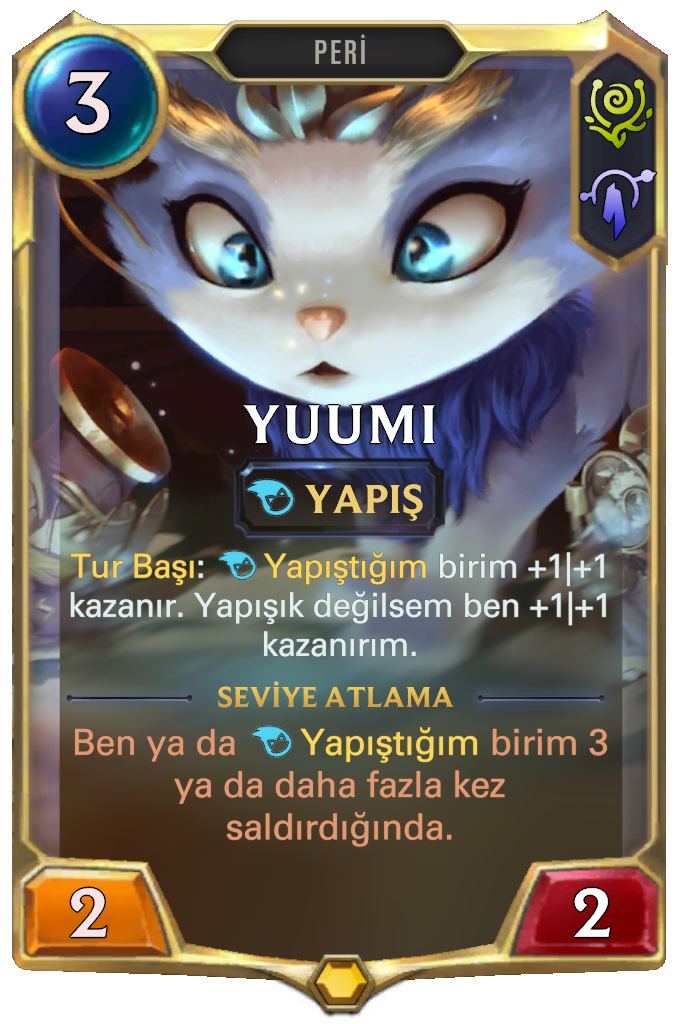 PERİ
3
YUUMI
YAPIŞ
Tur Başı: Yapıştığım birim +1|+1
kazanır. Yapışık değilsem ben +1|+1
kazanırım.
SEVİYE ATLAMA
Ben ya da Yapıştığım birim 3
ya da daha fazla kez
saldırdığında.
2
2